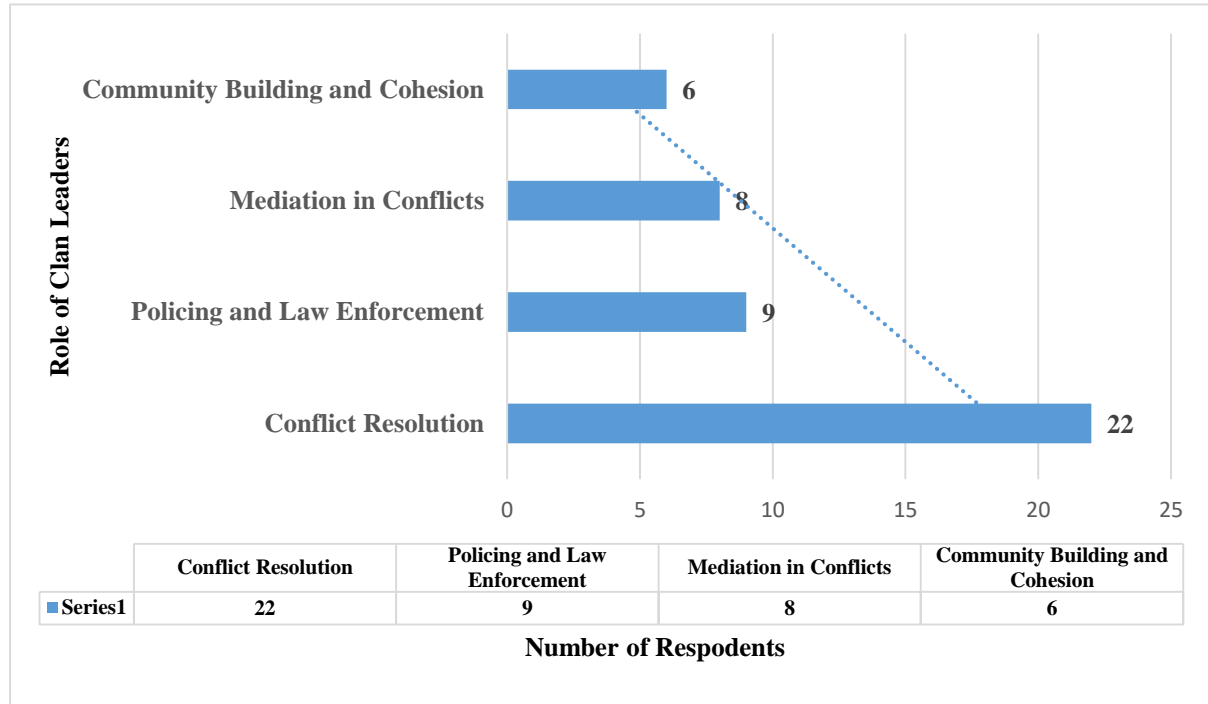 Role of Clan Leaders
Community Building and Cohesion
6
Mediation in Conflicts
8
Policing and Law Enforcement
9
Conflict Resolution
22
0 5 10 15 20 25
Conflict Resolution
Policing and Law
Enforcement
Mediation in Conflicts
Community Building and
Cohesion
Series1 22 9 8 6
Number of Respodents